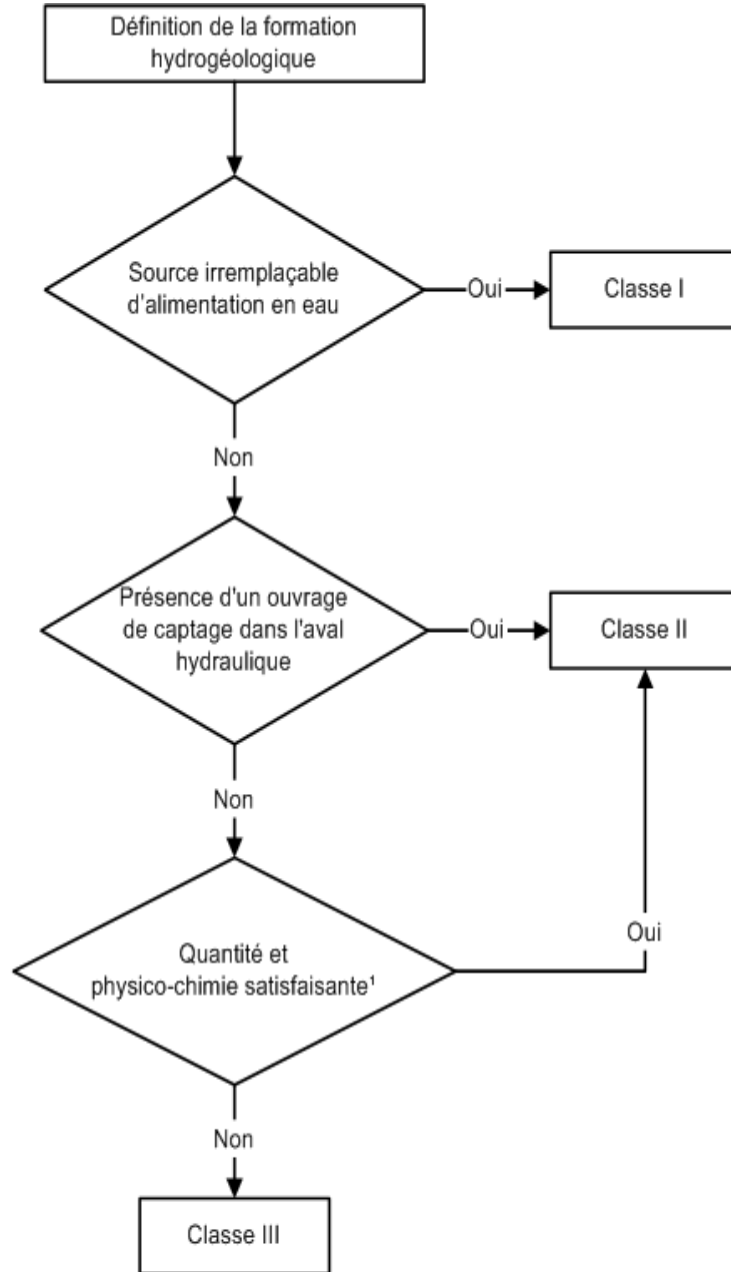 Définition de la formation
hydrogéologique
Source irremplaçable
d'alimentation en eau
Oui
Classe I
Non
Présence d'un ouvrage
de captage dans l'aval
hydraulique
Oui
Classe II
Non
Quantité et
physico-chimie satisfaisante¹
Oui
Non
Classe III